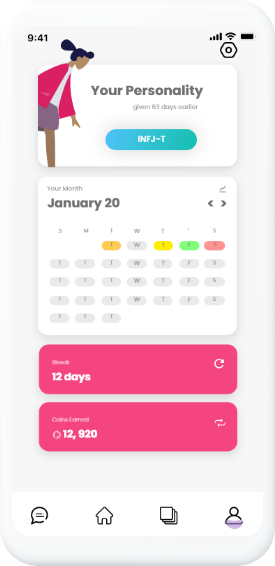 9:41
Your Personality
given 63 days earlier
INFJ-T
Your Month
January 20
< >
S M T W T F S
T W T F S
T T T W T F S
T T T W T F S
T T T W T F S
T T T
Streak
12 days
Coins Earned
12, 920